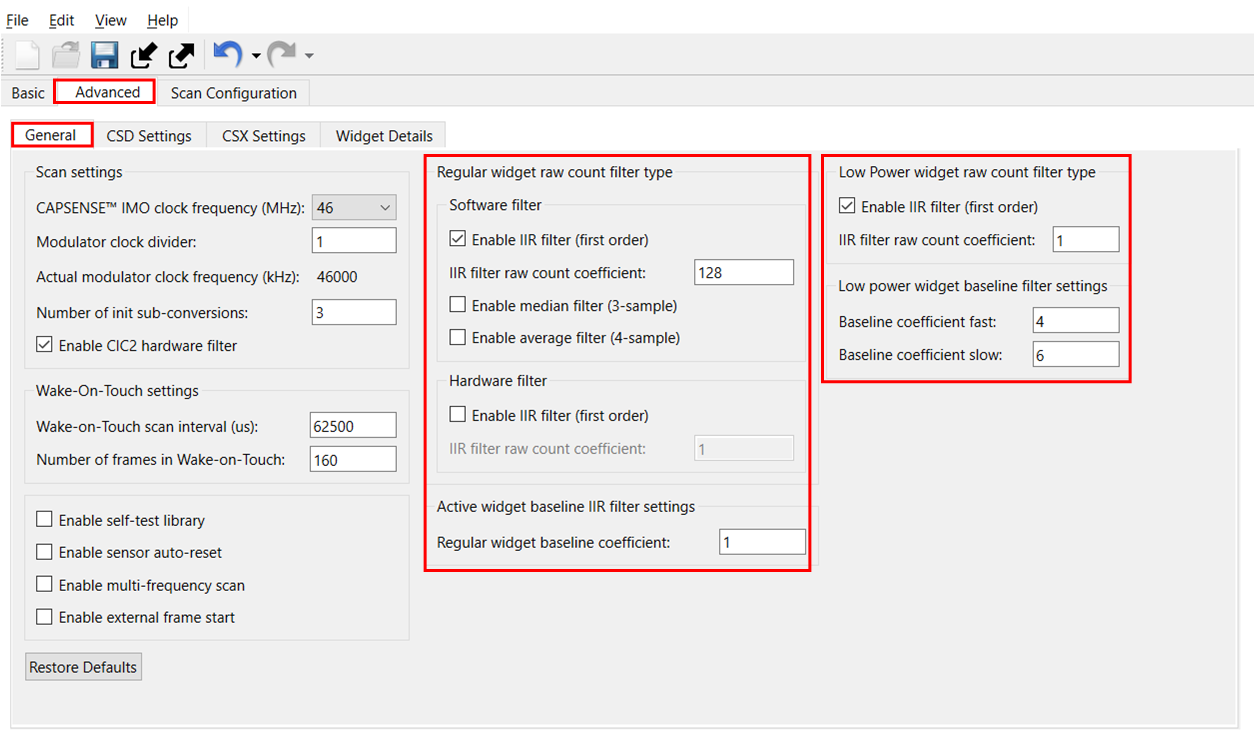 File Edit View Help
Basic Advanced Scan Configuration
General CSD Settings CSX Settings Widget Details
Scan settings
CAPSENSE™ IMO clock frequency (MHz): 46
Modulator clock divider: 1
Actual modulator clock frequency (kHz): 46000
Number of init sub-conversions: 3
Enable CIC2 hardware filter
Wake-On-Touch settings
Wake-on-Touch scan interval (us): 62500
Number of frames in Wake-on-Touch: 160
Enable self-test library
Enable sensor auto-reset
Enable multi-frequency scan
Enable external frame start
Restore Defaults
Regular widget raw count filter type
Software filter
Enable IIR filter (first order)
IIR filter raw count coefficient: 128
Enable median filter (3-sample)
Enable average filter (4-sample)
Hardware filter
Enable IIR filter (first order)
IIR filter raw count coefficient: 1
Active widget baseline IIR filter settings
Regular widget baseline coefficient: 1
Low Power widget raw count filter type
Enable IIR filter (first order)
IIR filter raw count coefficient: 1
Low power widget baseline filter settings
Baseline coefficient fast: 4
Baseline coefficient slow: 6